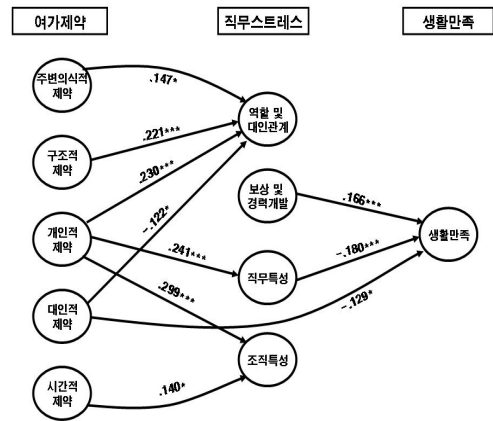 여가제약
직무스트레스
생활만족
주변의식적
제약
.147*
역할 및
대인관계
구조적
제약
.221***
.230***
보상 및
경력개발
.166***
-.122*
개인적
제약
.241***
직무특성
-.180***
생활만족
.299***
대인적
제약
-.129*
조직특성
시간적
제약
.140*